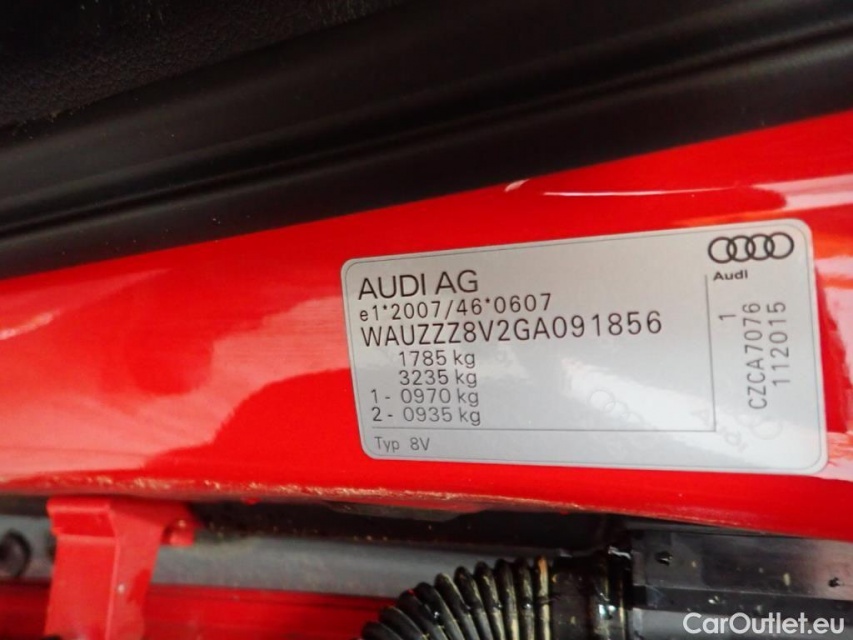 AUDI AG
e1*2007/46*0607
WAUZZZ8V2GA091856
1785 kg
3235 kg
1 - 0970 kg
2 - 0935 kg
Typ 8V
Audi
1
CZCA7076
112015
CarOutlet.eu